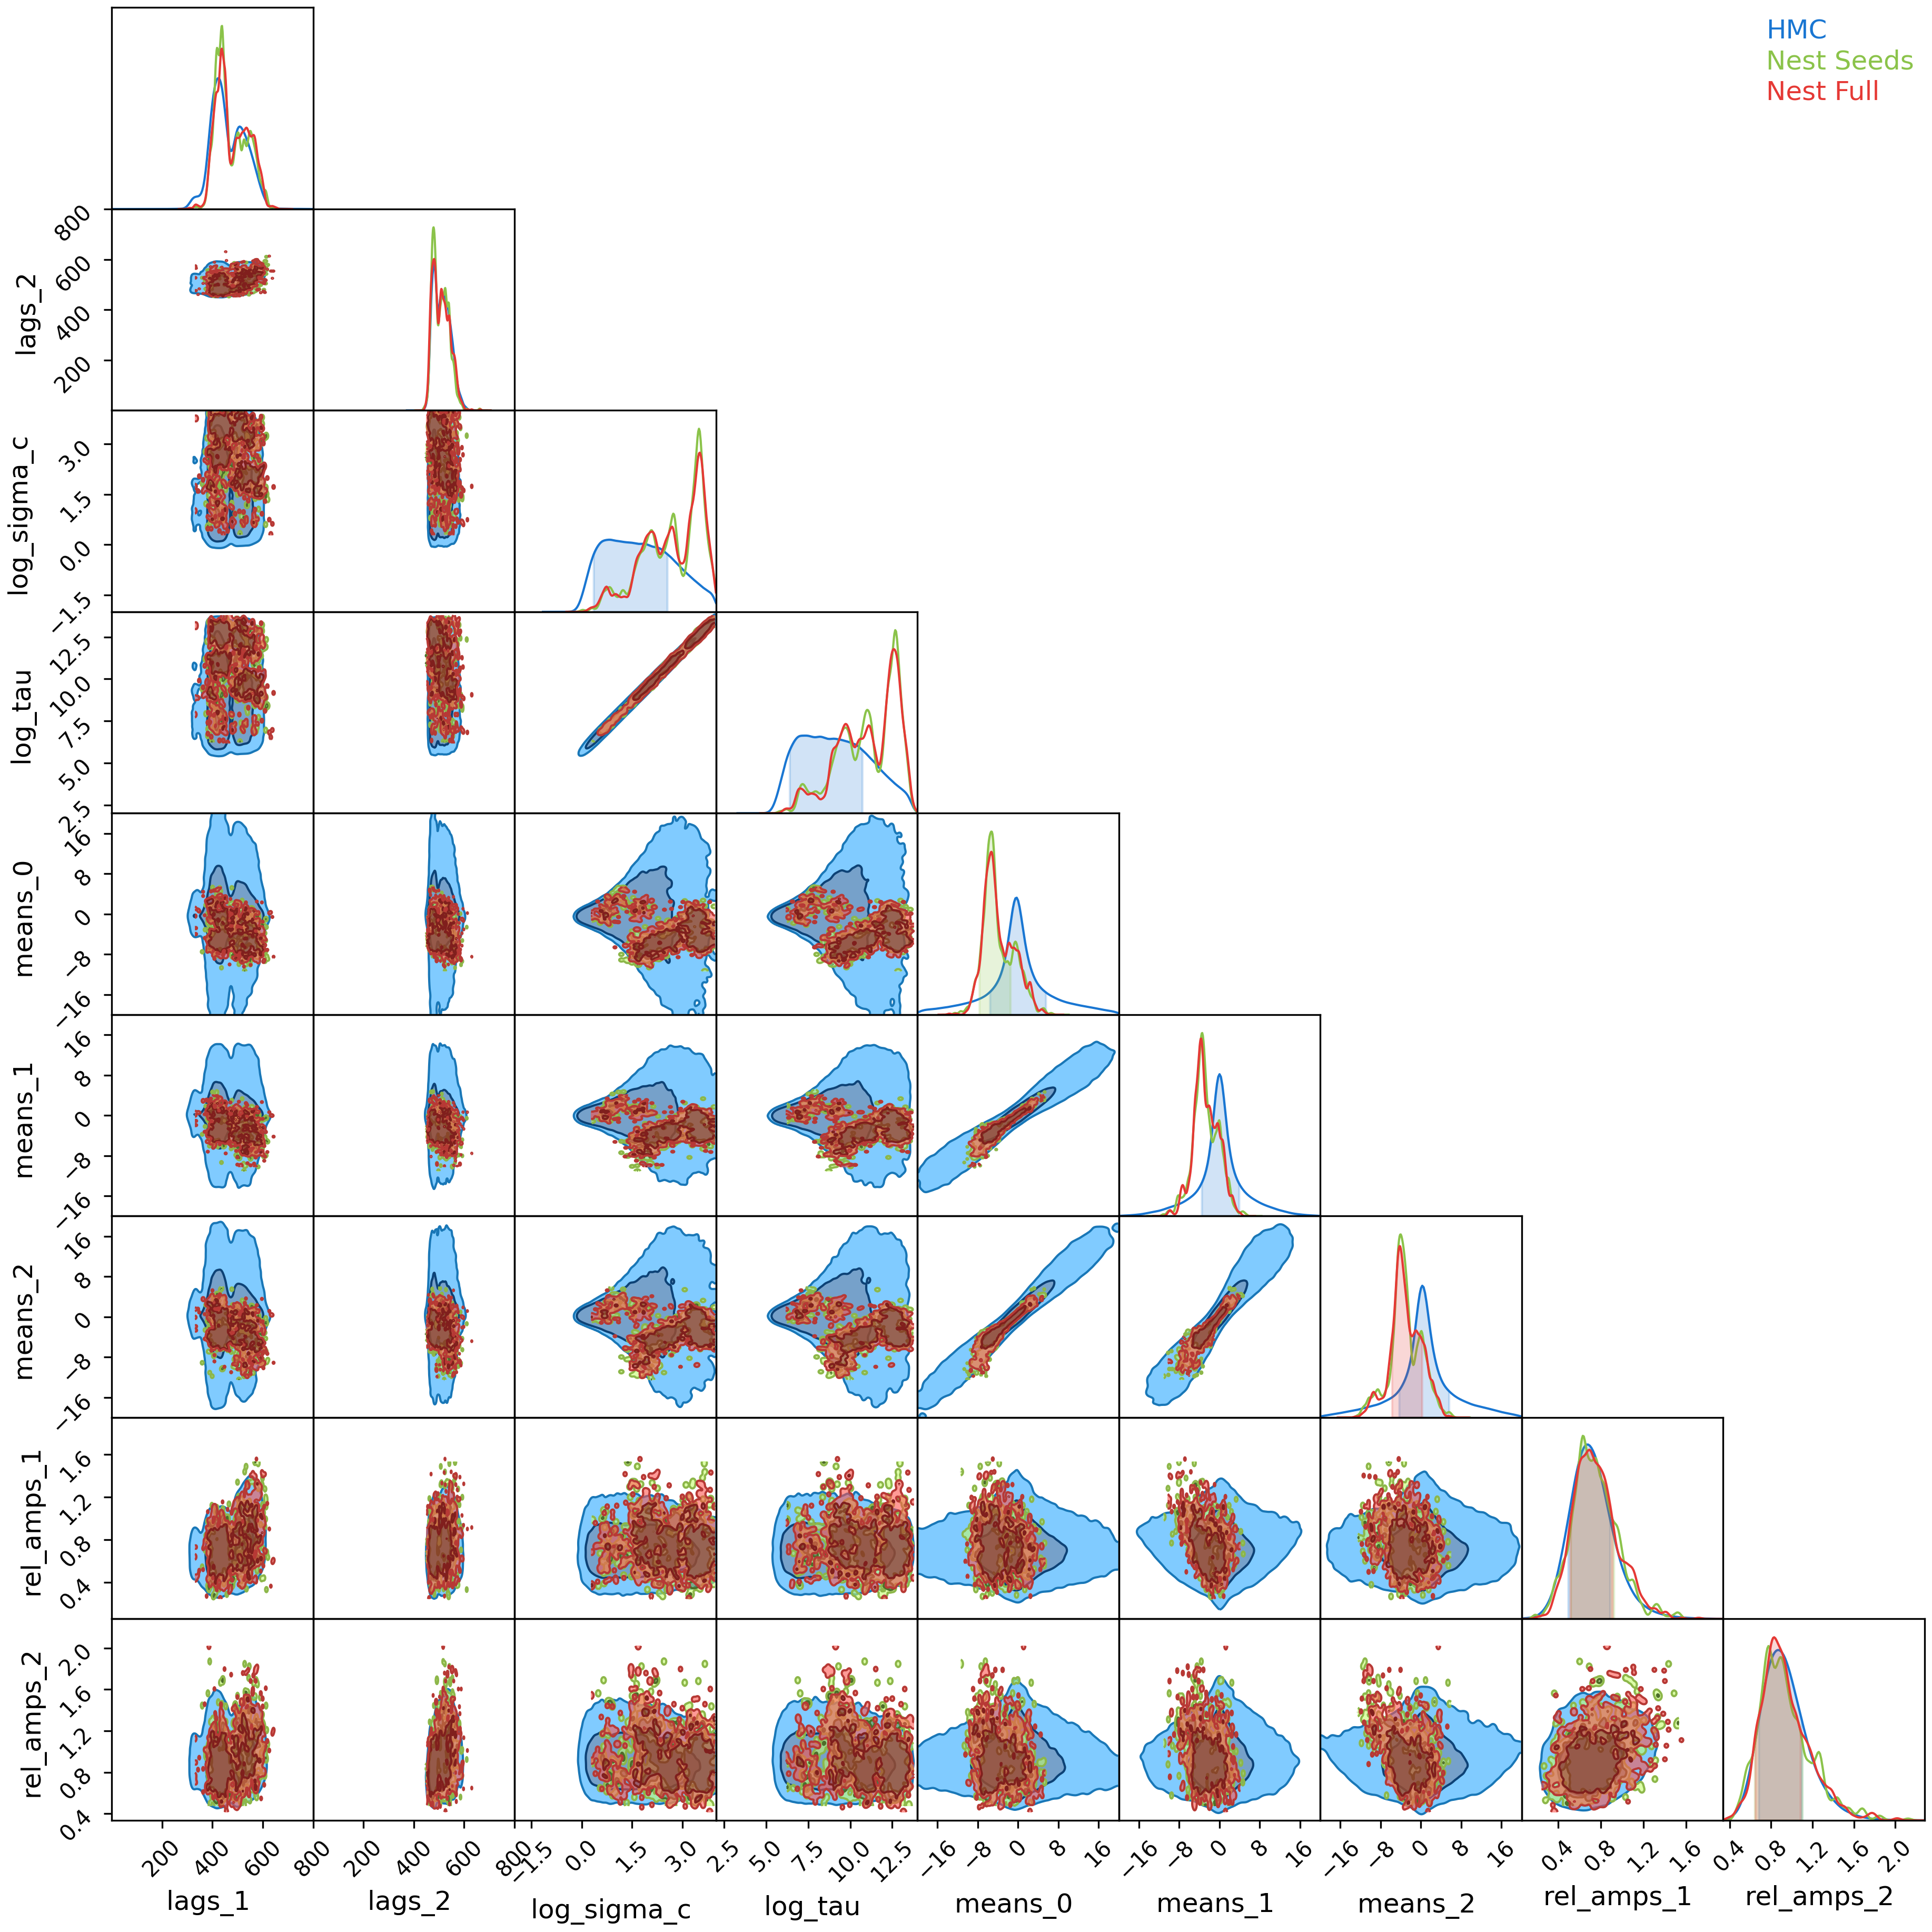 HMC
Nest Seeds
Nest Full
800
600
400
200
lags_2
3.0
1.5
0.0
−1.5
log_sigma_c
12.5
10.0
7.5
5.0
2.5
log_tau
16
8
0
−8
−16
means_0
16
8
0
−8
−16
means_1
16
8
0
−8
−16
means_2
1.6
1.2
0.8
0.4
rel_amps_1
2.0
1.6
1.2
0.8
0.4
rel_amps_2
200 400 600 800 200 400 600 800 −1.5 0.0 1.5 3.0 2.5 5.0 7.5 10.0 12.5 −16 −8 0 8 16 −16 −8 0 8 16 −16 −8 0 8 16 0.4 0.8 1.2 1.6 0.4 0.8 1.2 1.6 2.0
lags_1 lags_2 log_sigma_c log_tau means_0 means_1 means_2 rel_amps_1 rel_amps_2